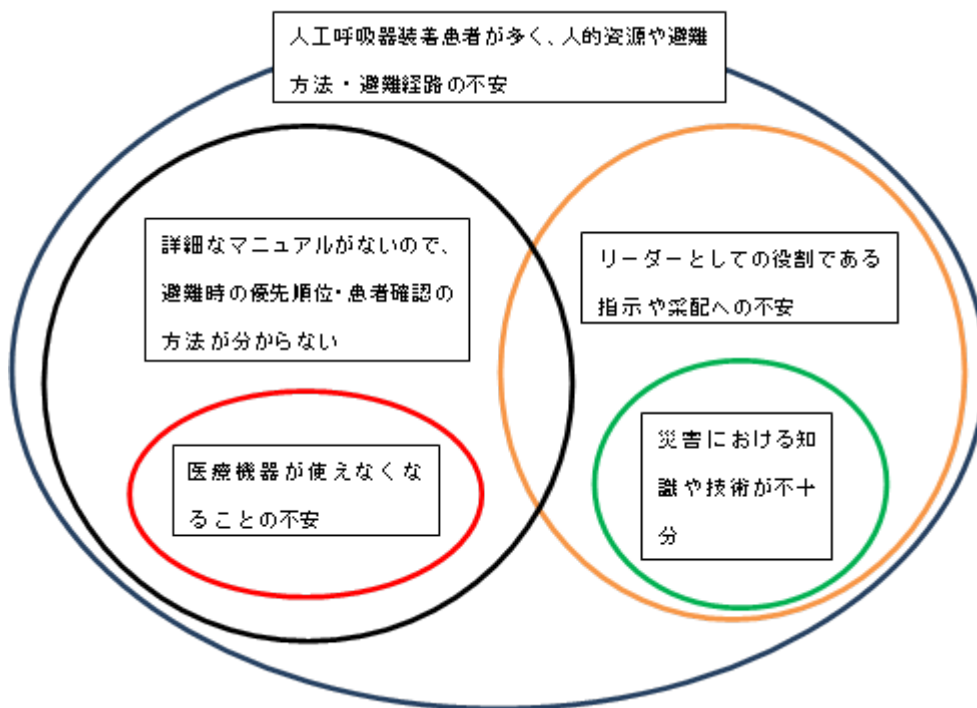 人工呼吸器装着患者が多く、人的資源や避難
方法・避難経路の不安
詳細なマニュアルがないので、
避難時の優先順位・患者確認の
方法が分からない
リーダーとしての役割である
指示や采配への不安
医療機器が使えなくな
ることの不安
災害における知
識や技術が不十
分